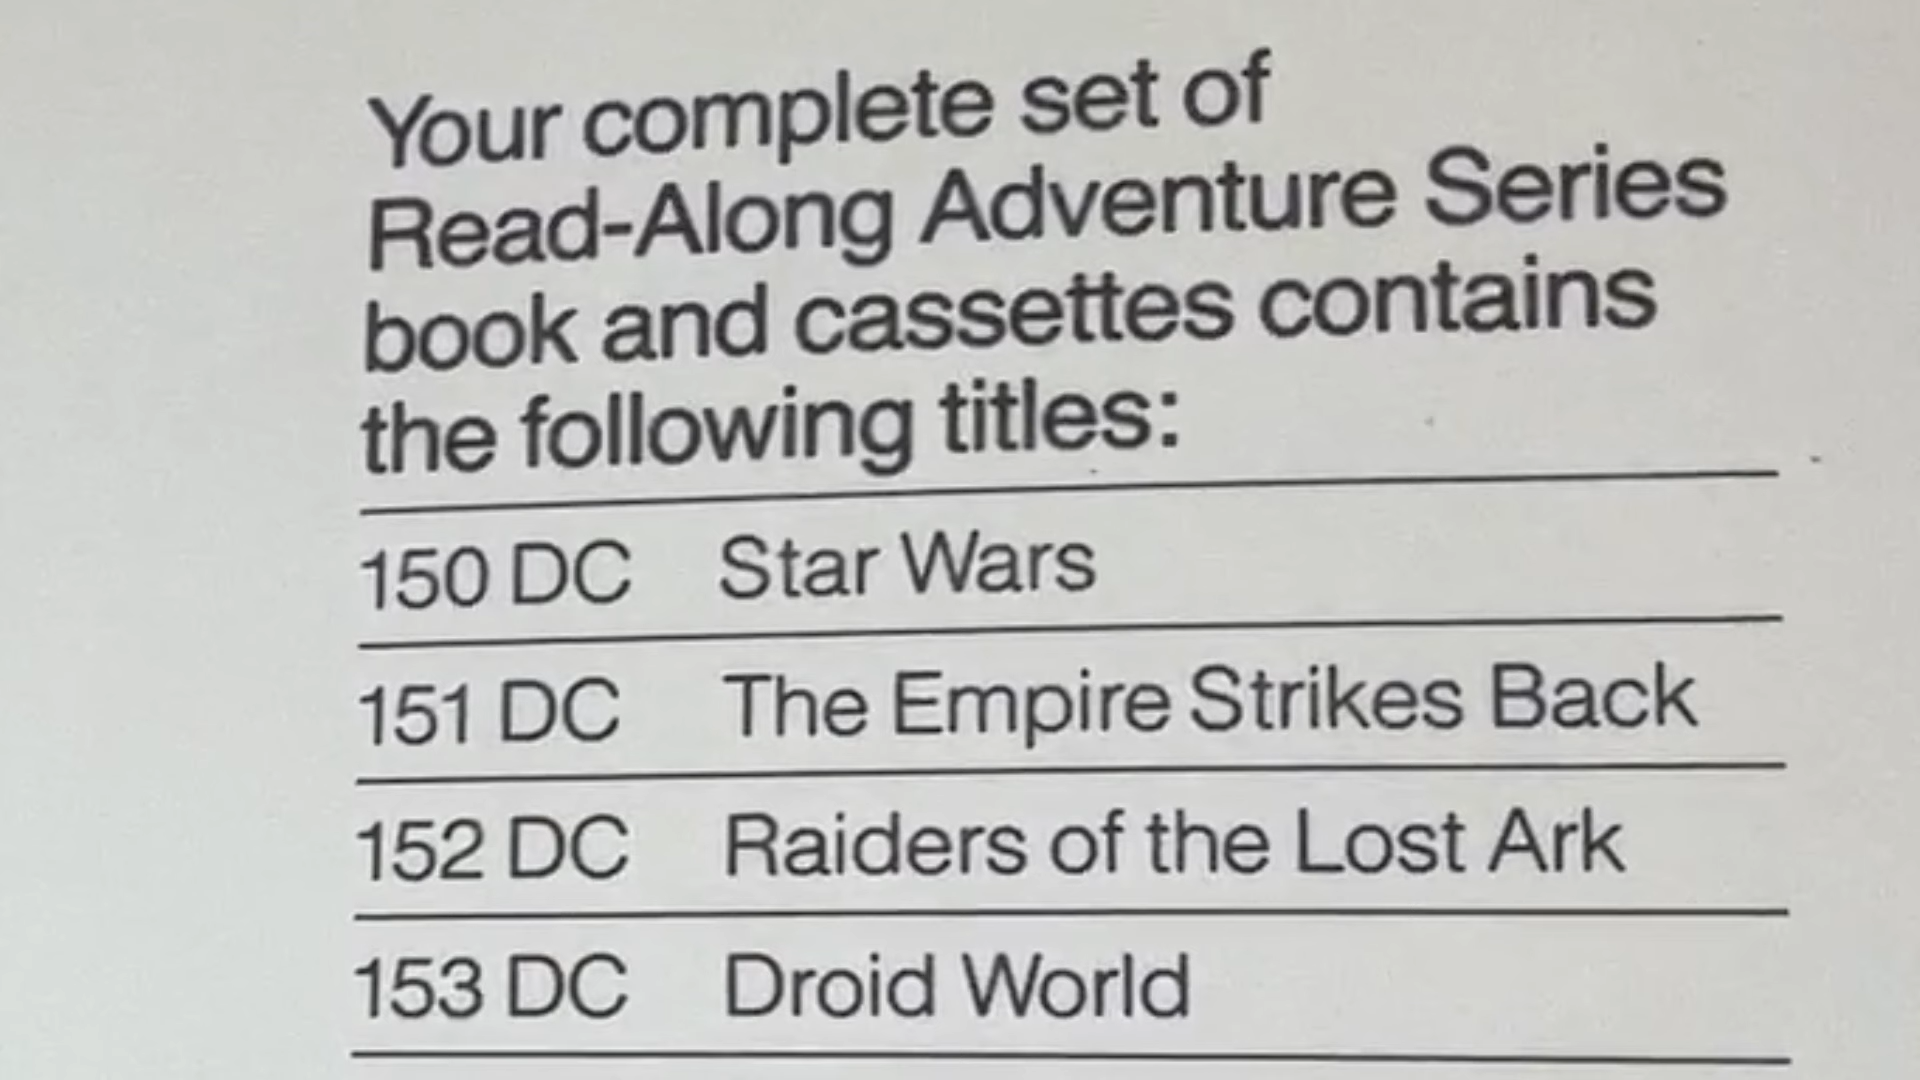 Your complete set of
Read-Along Adventure Series
book and cassettes contains
the following titles:
150 DC Star Wars
151 DC The Empire Strikes Back
152 DC Raiders of the Lost Ark
153 DC Droid World